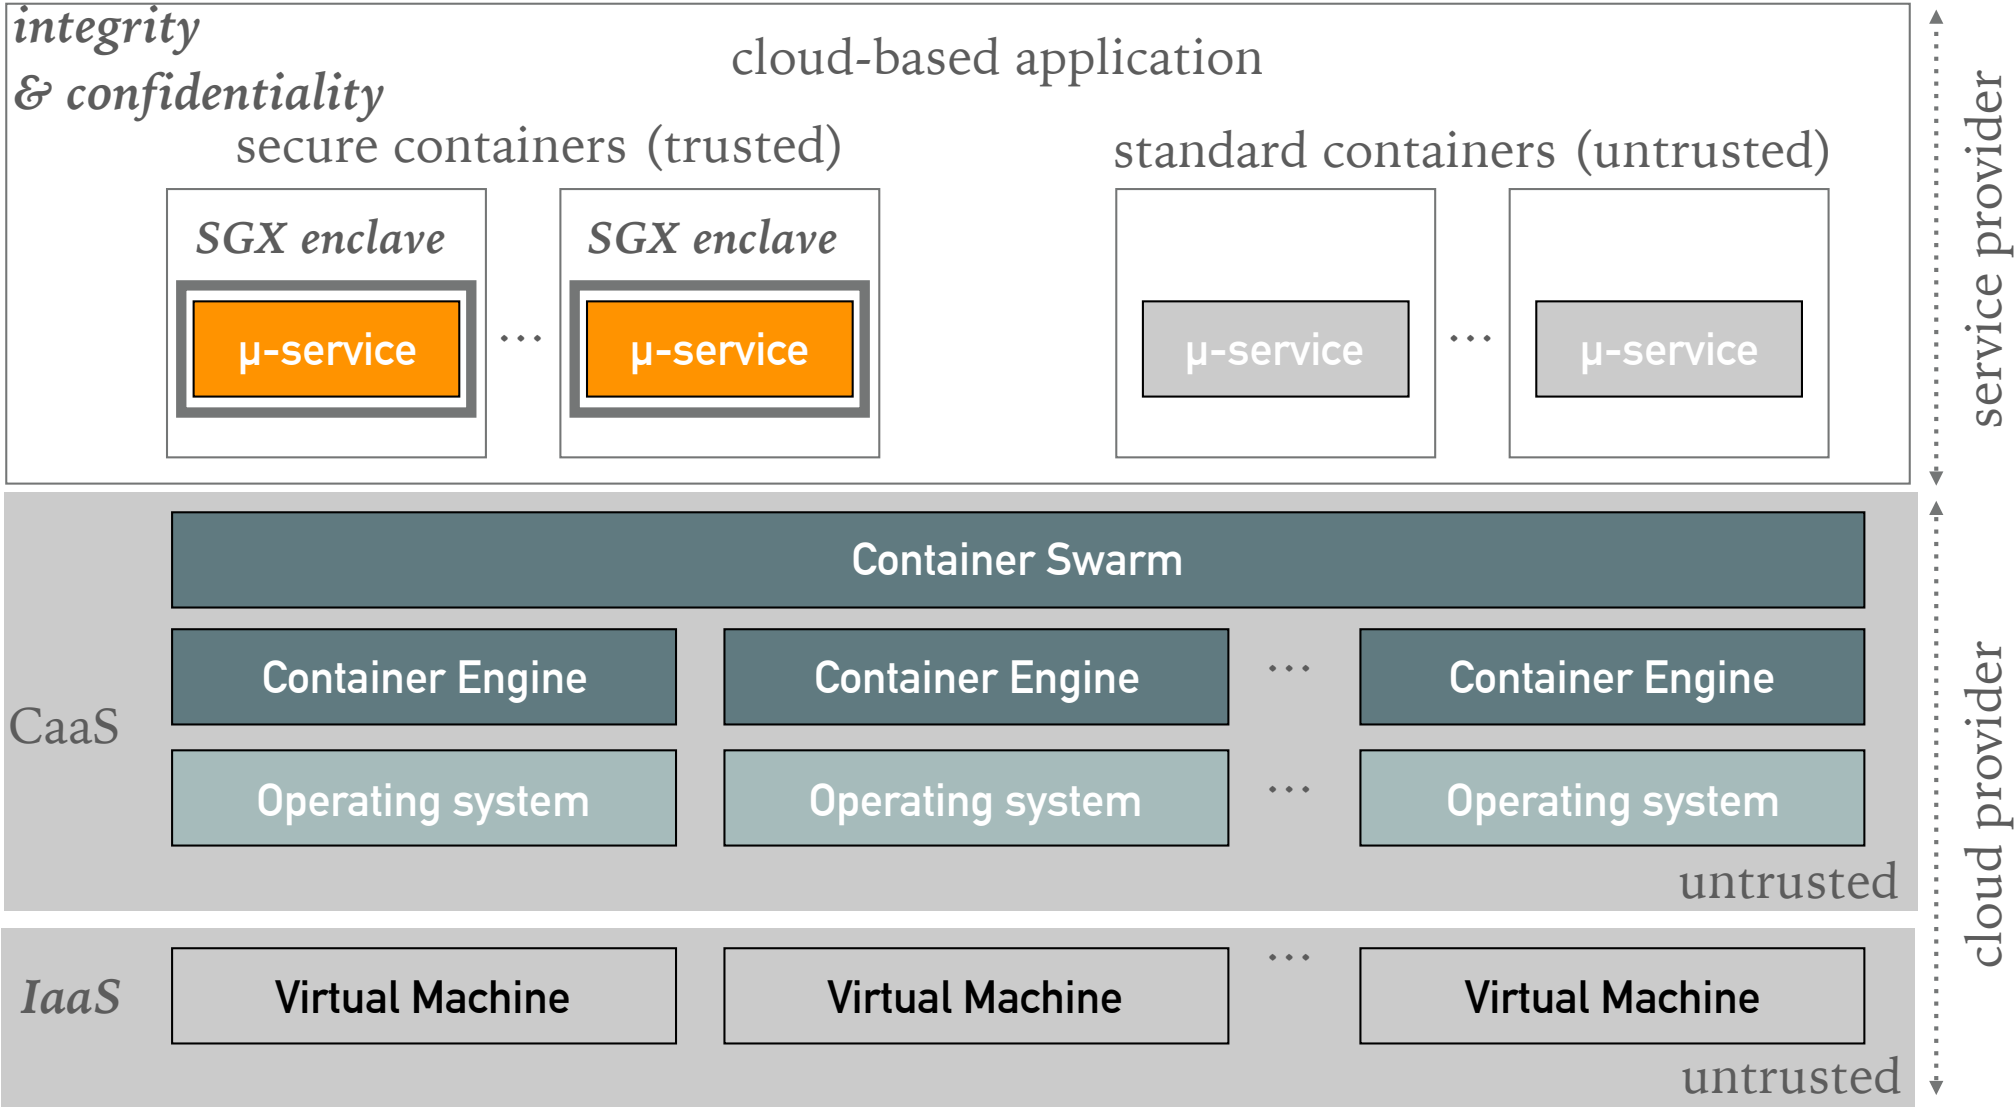 integrity
& confidentiality
cloud-based application
secure containers (trusted)
standard containers (untrusted)
SGX enclave
SGX enclave
µ-service
...
µ-service
µ-service
...
µ-service
service provider
Container Swarm
Container Engine
Container Engine
...
Container Engine
CaaS
Operating system
Operating system
...
Operating system
untrusted
cloud provider
IaaS
Virtual Machine
Virtual Machine
...
Virtual Machine
untrusted